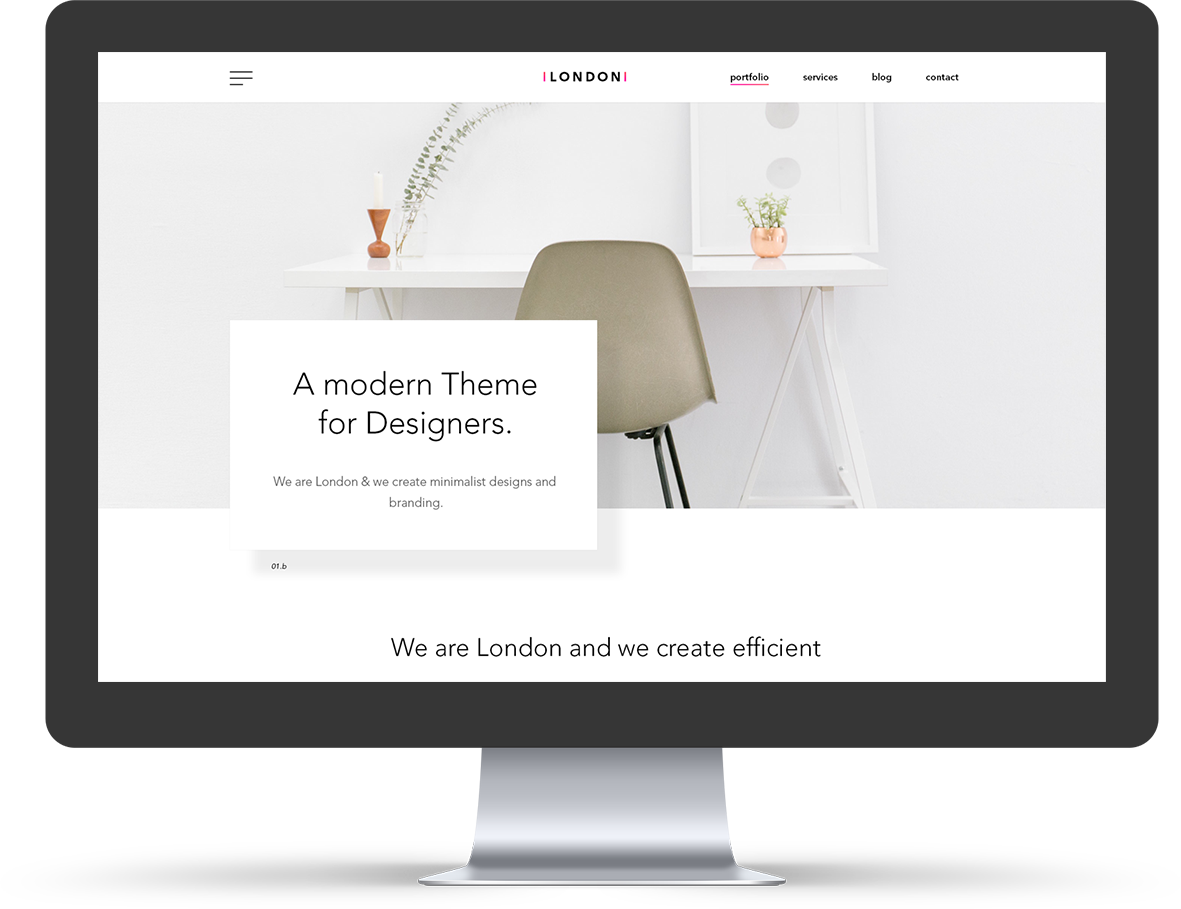 LONDON
portfolio services blog contact
A modern Theme
for Designers.
We are London & we create minimalist designs and
branding.
01.b
We are London and we create efficient